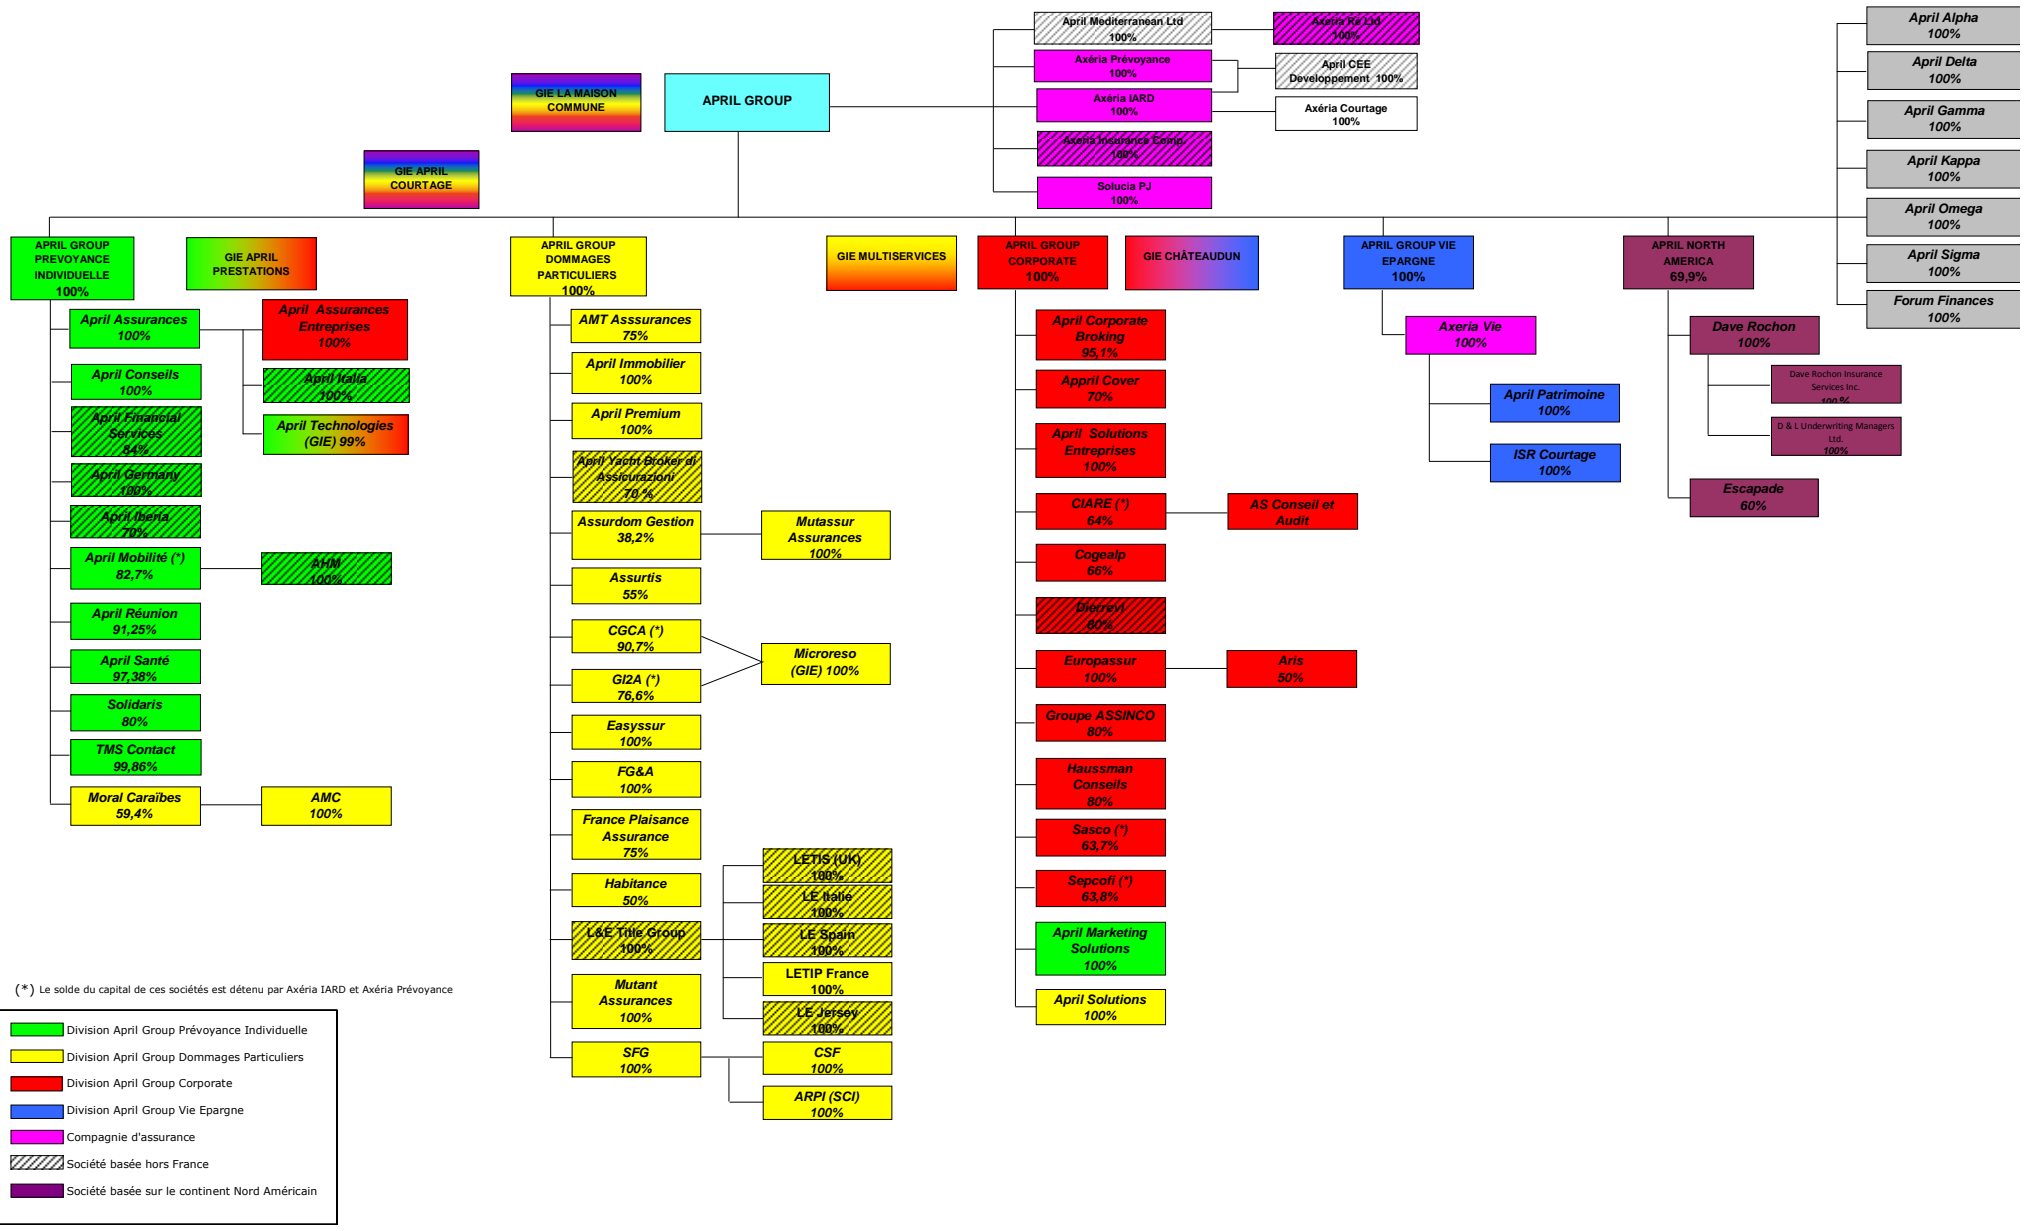 April Méditerranean Ltd
100%
Axeria Re Ltd
100%
Axéria Prévoyance
100%
April CEE
Developpement 100%
Axéria IARD
100%
Axéria Courtage
100%
Axeria Insurance Comp.
100%
Solucia PJ
100%
GIE LA MAISON
COMMUNE
APRIL GROUP
GIE APRIL
COURTAGE
April Alpha
100%
April Delta
100%
April Gamma
100%
April Kappa
100%
April Omega
100%
April Sigma
100%
Forum Finances
100%
APRIL GROUP
PREVOYANCE
INDIVIDUELLE
100%
GIE APRIL
PRESTATIONS
APRIL GROUP
DOMMAGES
PARTICULIERS
100%
GIE MULTISERVICES
APRIL GROUP
CORPORATE
100%
GIE CHÂTEAUDUN
APRIL GROUP VIE
EPARGNE
100%
APRIL NORTH
AMERICA
69,9%
April Assurances
100%
April Assurances
Entreprises
100%
April Conseils
100%
April Italia
100%
April Financial
Services
84%
April Technologies
(GIE) 99%
April Germany
100%
April Iberia
70%
April Mobilité (*)
82,7%
AHM
100%
April Réunion
91,25%
April Santé
97,38%
Solidaris
80%
TMS Contact
99,86%
Moral Caraïbes
59,4%
AMC
100%
AMT Asssurances
75%
April Immobilier
100%
April Premium
100%
April Yacht Broker di
Assicurazioni
70 %
Assurdom Gestion
38,2%
Mutassur
Assurances
100%
Assurtis
55%
CGCA (*)
90,7%
Microreso
(GIE) 100%
GI2A (*)
76,6%
Easyssur
100%
FG&A
100%
France Plaisance
Assurance
75%
Habitance
50%
L&E Title Group
100%
LETIS (UK)
100%
LE Italie
100%
LE Spain
100%
LETIP France
100%
LE Jersey
100%
Mutant
Assurances
100%
SFG
100%
CSF
100%
ARPI (SCI)
100%
April Corporate
Broking
95,1%
Appril Cover
70%
April Solutions
Entreprises
100%
CIARE (*)
64%
AS Conseil et
Audit
Cogealp
66%
Dierrevi
80%
Europassur
100%
Aris
50%
Groupe ASSINCO
80%
Haussman
Conseils
80%
Sasco (*)
63,7%
Sepcofi (*)
63,8%
April Marketing
Solutions
100%
April Solutions
100%
Axeria Vie
100%
April Patrimoine
100%
ISR Courtage
100%
Dave Rochon
100%
Dave Rochon Insurance
Services Inc.
100 %
D & L Underwriting Managers
Ltd.
100%
Escapade
60%
(*) Le solde du capital de ces sociétés est détenu par Axéria IARD et Axéria Prévoyance
Division April Group Prévoyance Individuelle
Division April Group Dommages Particuliers
Division April Group Corporate
Division April Group Vie Epargne
Compagnie d'assurance
Société basée hors France
Société basée sur le continent Nord Américain